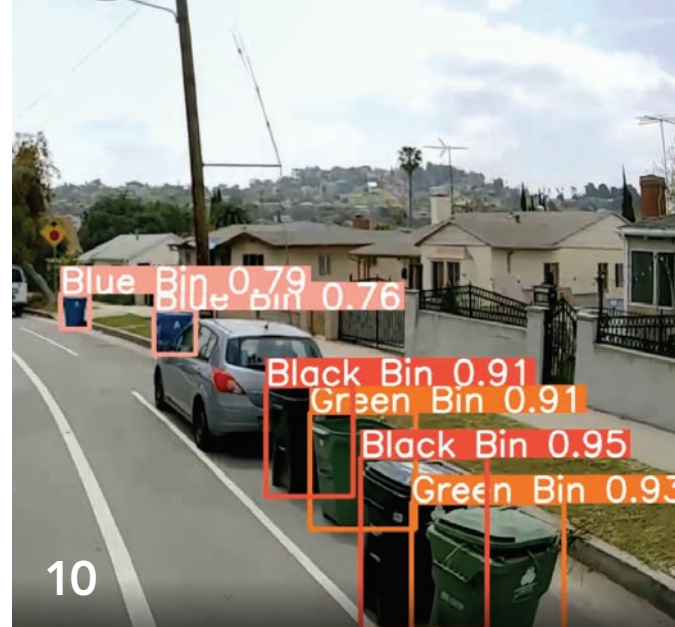 Blue Bin 0.79
Blue Bin 0.76
Black Bin 0.91
Green Bin 0.91
Black Bin 0.95
Green Bin 0.93
10